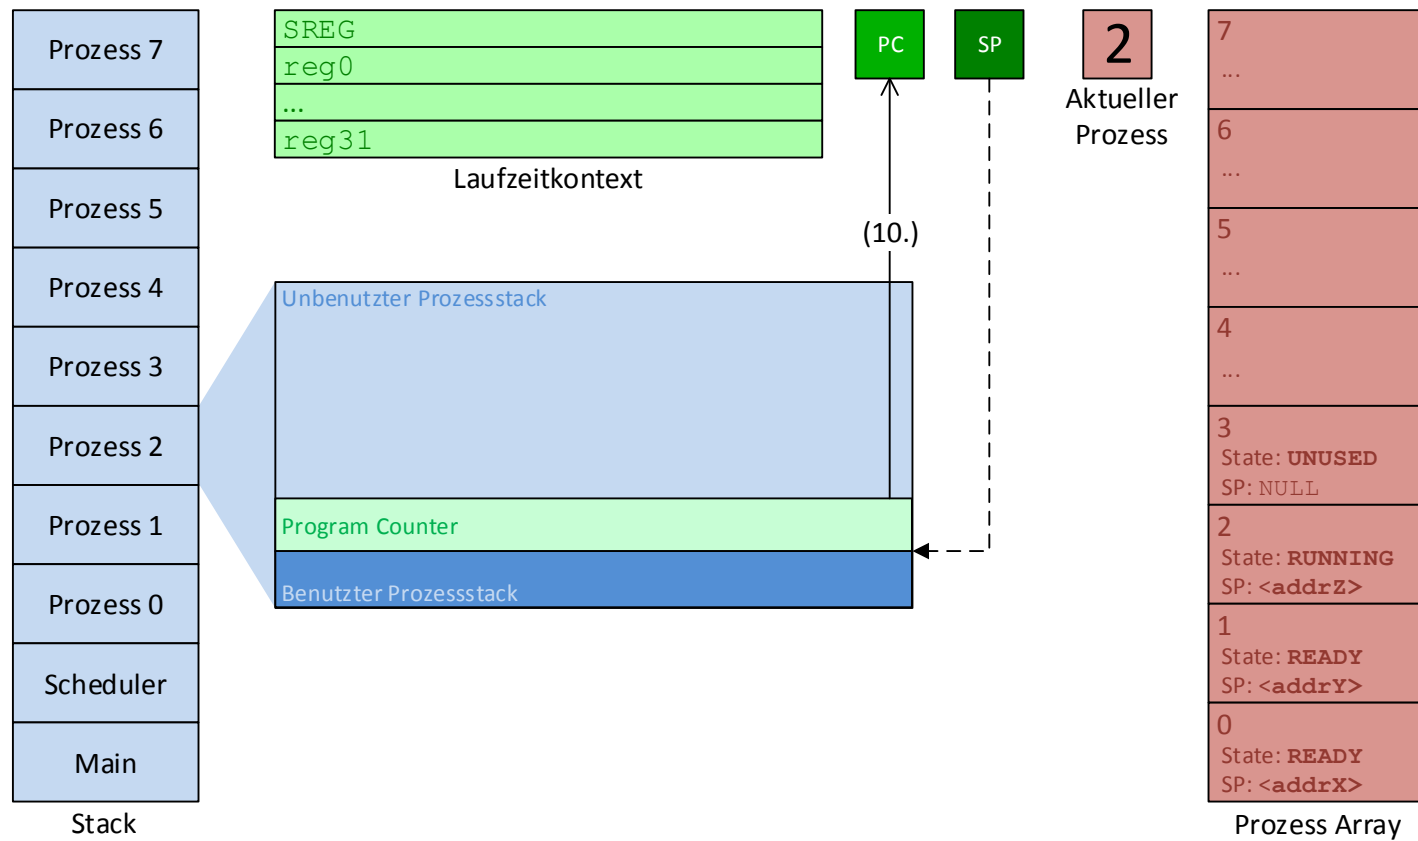 Prozess 7
Prozess 6
Prozess 5
Prozess 4
Prozess 3
Prozess 2
Prozess 1
Prozess 0
Scheduler
Main
Stack
SREG
reg0
...
reg31
Laufzeitkontext
PC
SP
(10.)
2
Aktueller
Prozess
Unbenutzter Prozessstack
Program Counter
Benutzter Prozessstack
7
...
6
...
5
...
4
...
3
State: UNUSED
SP: NULL
2
State: RUNNING
SP: <addrZ>
1
State: READY
SP: <addrY>
0
State: READY
SP: <addrX>
Prozess Array